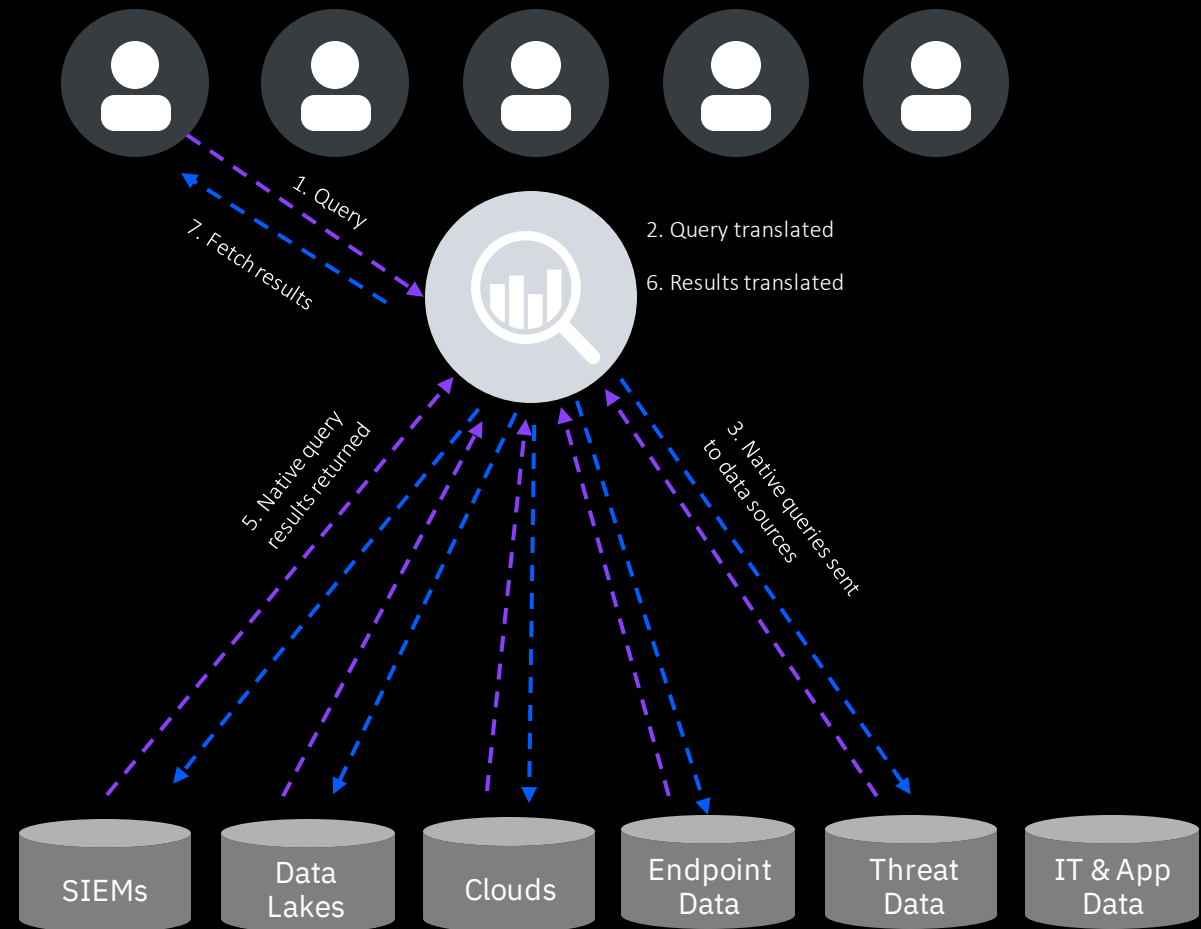 1. Query
7. Fetch results
2. Query translated
6. Results translated
5. Native query
results returned
3. Native queries sent
to data sources
SIEMs
Data
Lakes
Clouds
Endpoint
Data
Threat
Data
IT & App
Data